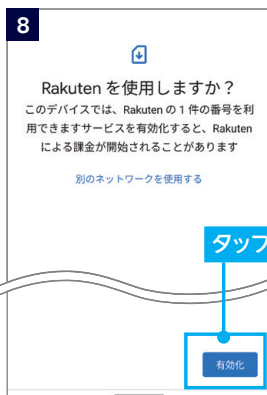 8
Rakuten を使用しますか？
このデバイスでは、Rakuten の 1 件の番号を利
用できますサービスを有効化すると、Rakuten
による課金が開始されることがあります
別のネットワークを使用する
タップ
有効化